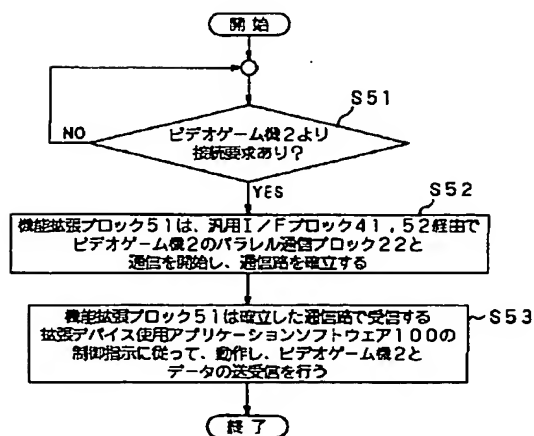 開始
S51
ビデオゲーム機2より
接続要求あり?
NO
YES
S52
機能拡張ブロック51は、汎用I/Fブロック41,52経由で
ビデオゲーム機2のパラレル通信ブロック22と
通信を開始し、通信路を確立する
S53
機能拡張ブロック51は確立した通信路で受信する
拡張デバイス使用アプリケーションソフトウェア100の
制御指示に従って、動作し、ビデオゲーム機2と
データの送受信を行う
終了